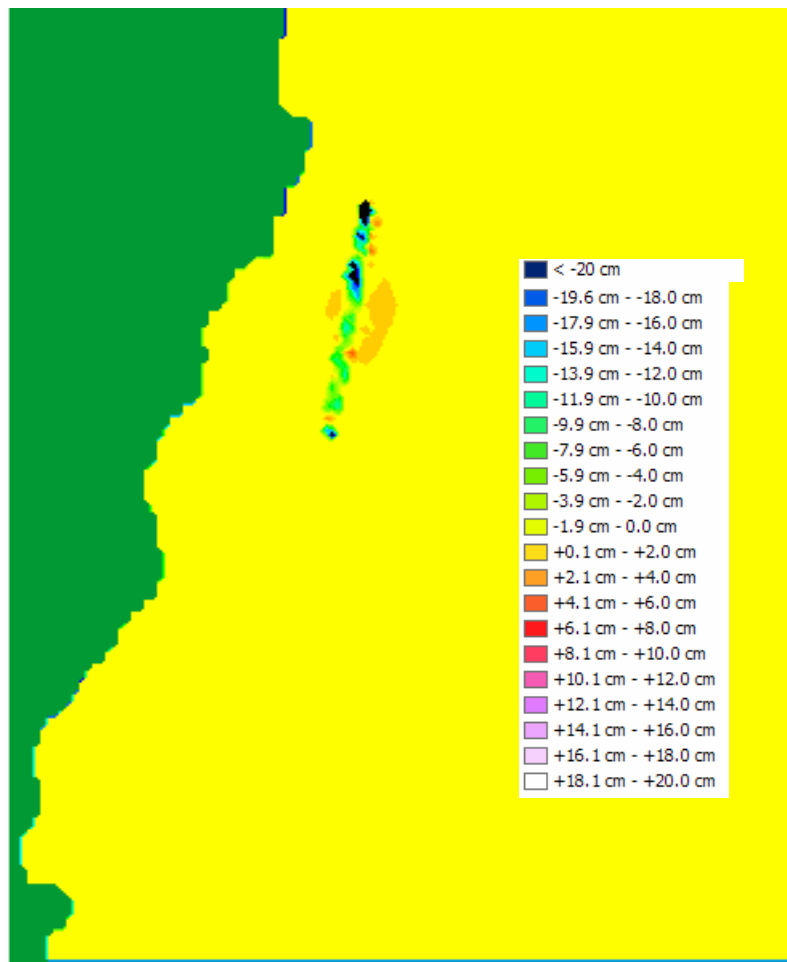 < -20 cm
-19.6 cm - -18.0 cm
-17.9 cm - -16.0 cm
-15.9 cm - -14.0 cm
-13.9 cm - -12.0 cm
-11.9 cm - -10.0 cm
-9.9 cm - -8.0 cm
-7.9 cm - -6.0 cm
-5.9 cm - -4.0 cm
-3.9 cm - -2.0 cm
-1.9 cm - 0.0 cm
+0.1 cm - +2.0 cm
+2.1 cm - +4.0 cm
+4.1 cm - +6.0 cm
+6.1 cm - +8.0 cm
+8.1 cm - +10.0 cm
+10.1 cm - +12.0 cm
+12.1 cm - +14.0 cm
+14.1 cm - +16.0 cm
+16.1 cm - +18.0 cm
+18.1 cm - +20.0 cm